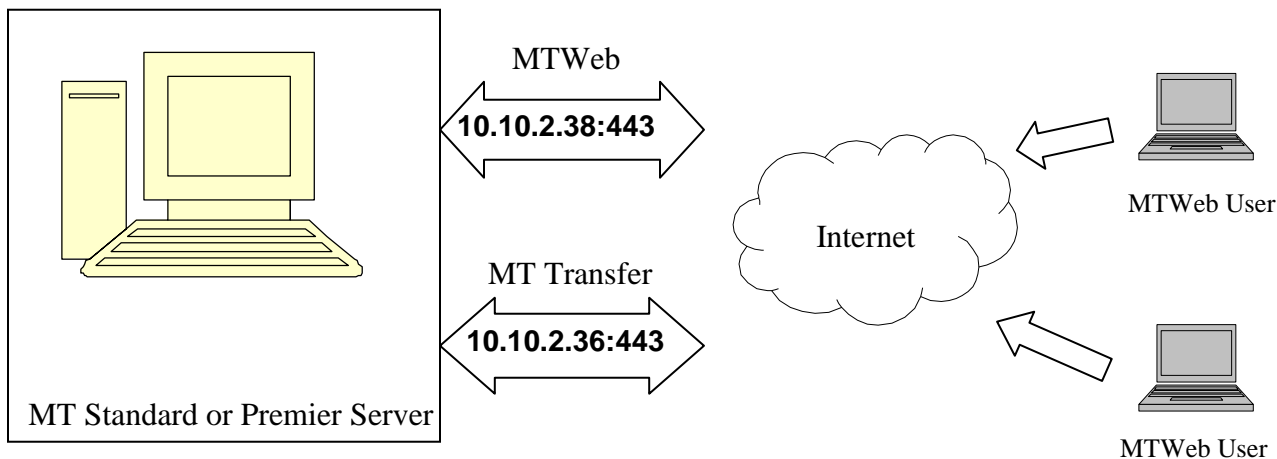 MTWeb
10.10.2.38:443
MTWeb User
Internet
MT Transfer
10.10.2.36:443
MT Standard or Premier Server
MTWeb User